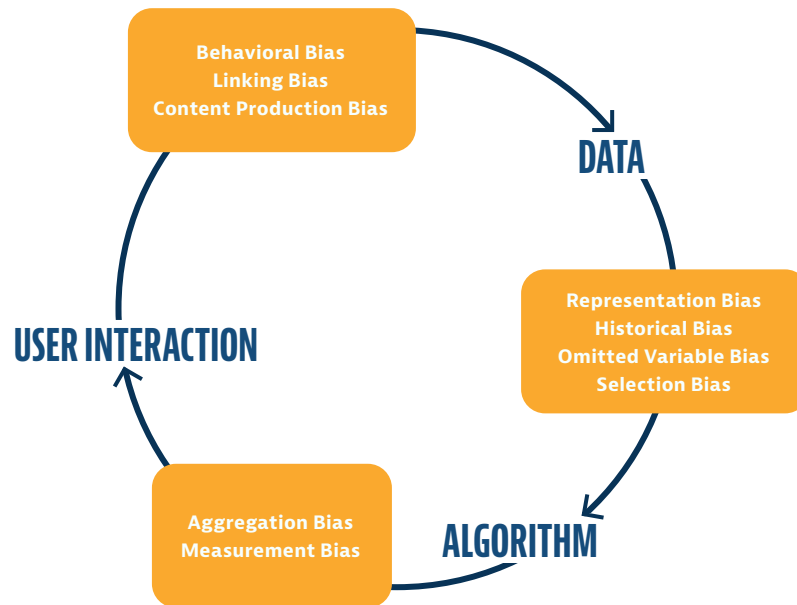 Behavioral Bias
Linking Bias
Content Production Bias
DATA
Representation Bias
Historical Bias
Omitted Variable Bias
Selection Bias
USER INTERACTION
Aggregation Bias
Measurement Bias
ALGORITHM